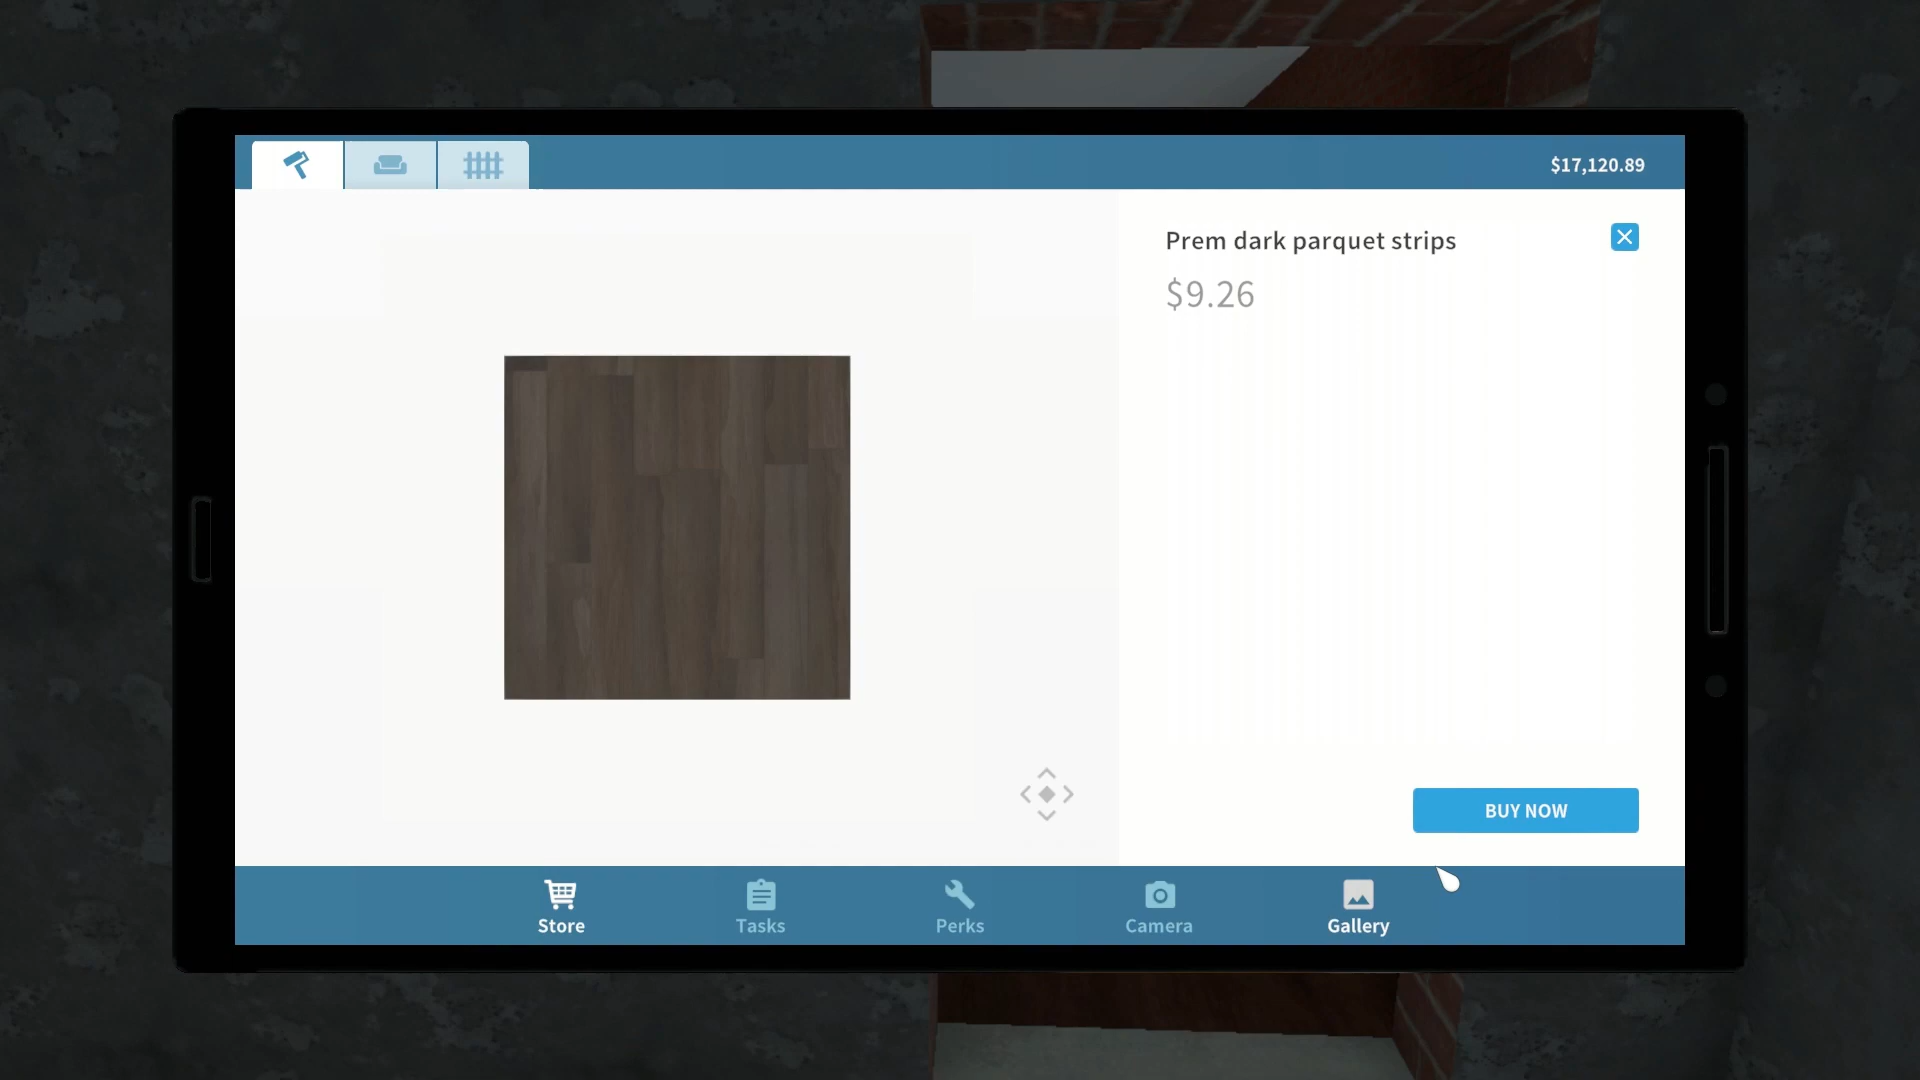 $17,120.89
Prem dark parquet strips
$9.26
BUY NOW
Store
Tasks
Perks
Camera
Gallery